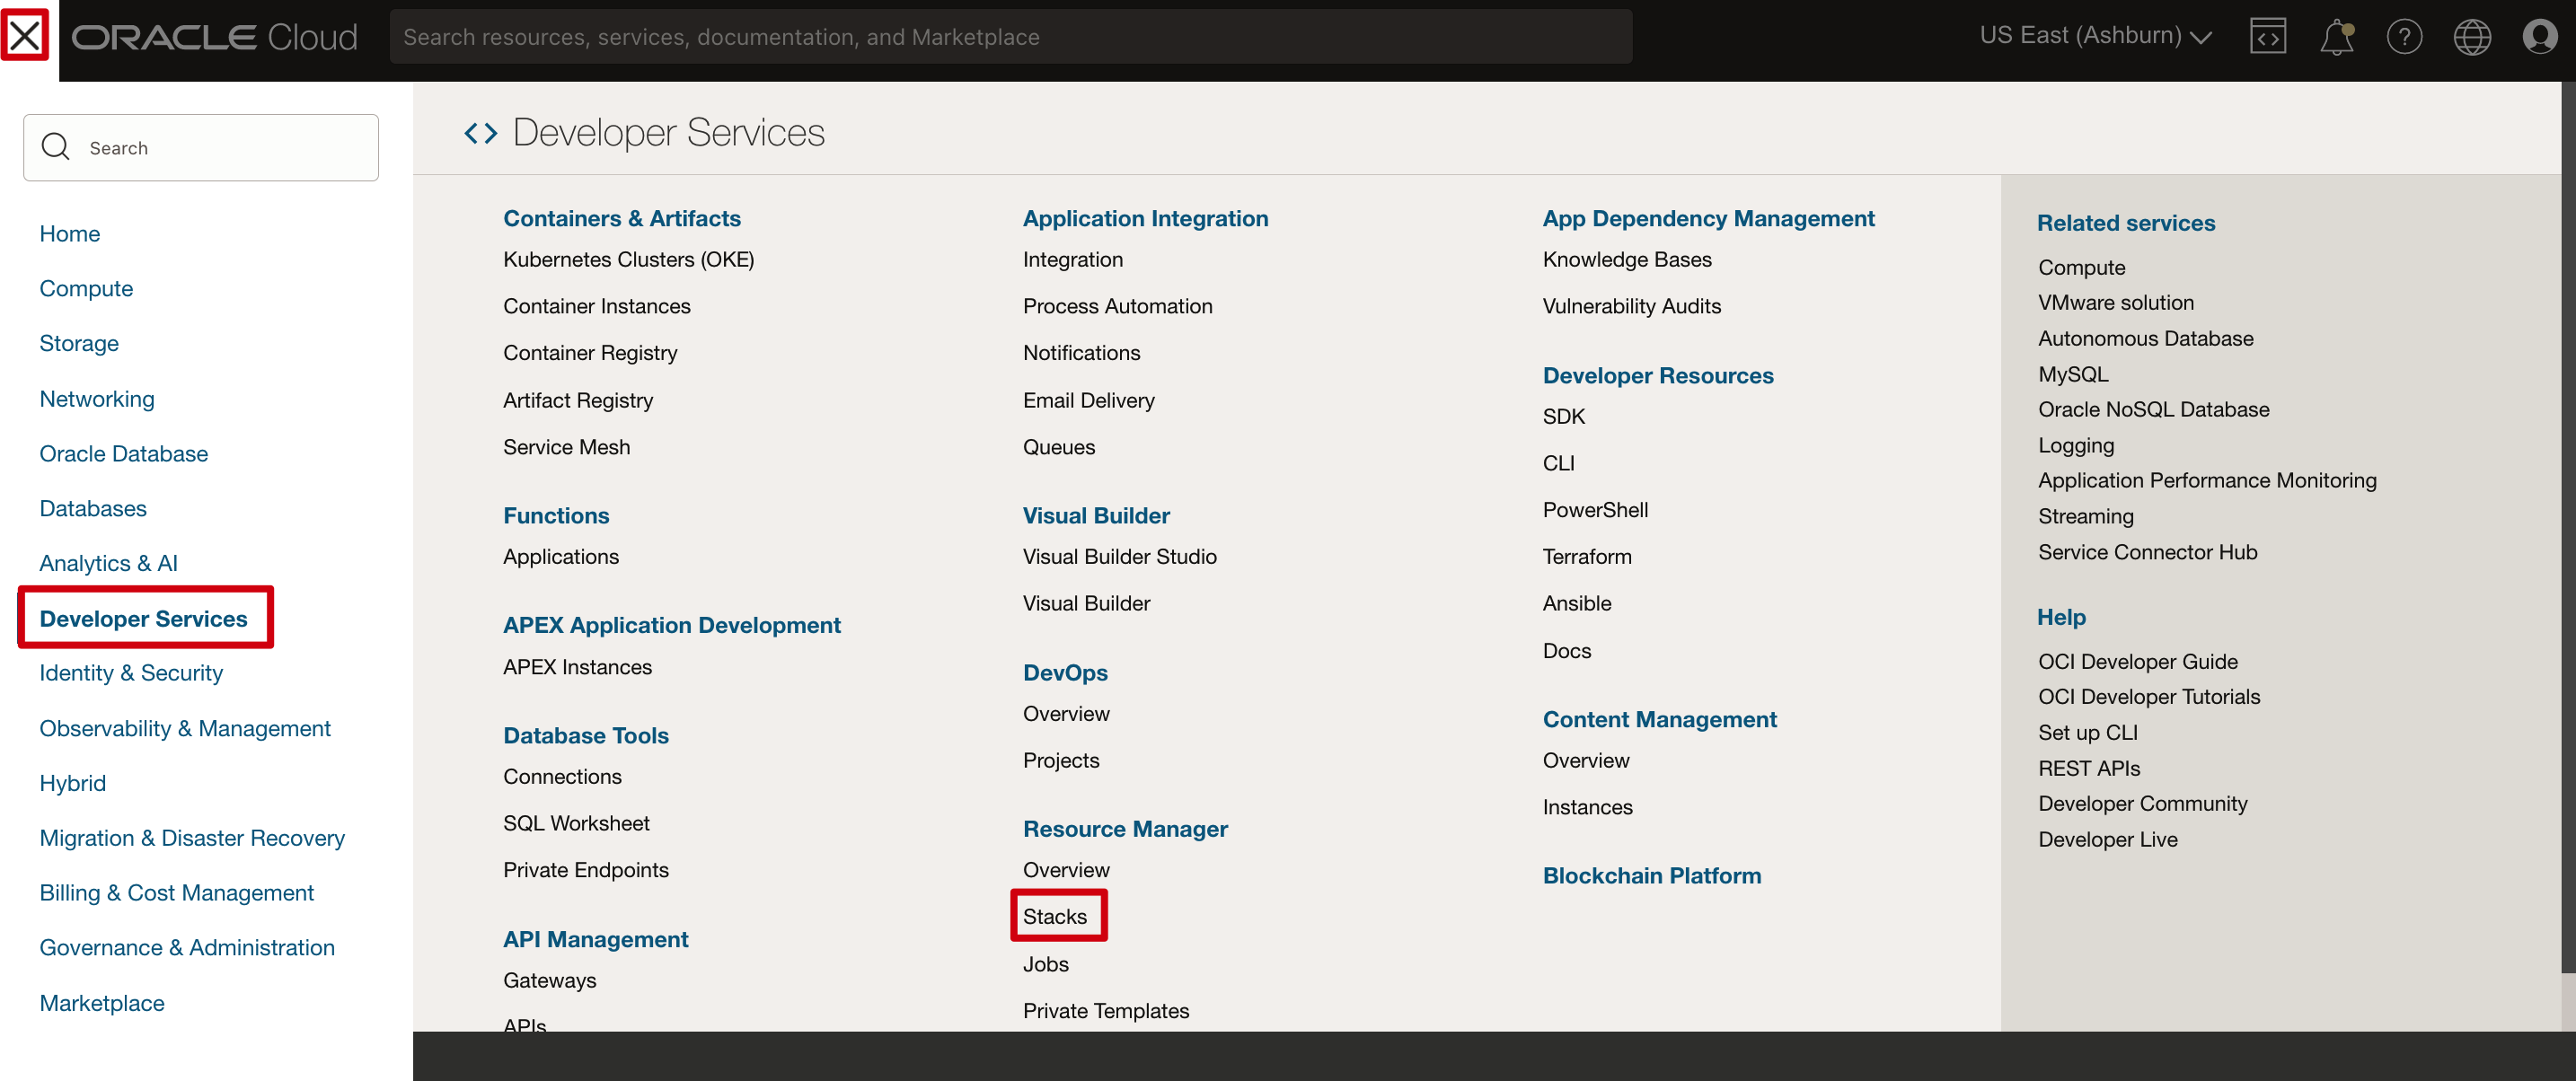 ORACLE Cloud
Search resources, services, documentation, and Marketplace
US East (Ashburn)
Search
Home
Compute
Storage
Networking
Oracle Database
Databases
Analytics & AI
Developer Services
Identity & Security
Observability & Management
Hybrid
Migration & Disaster Recovery
Billing & Cost Management
Governance & Administration
Marketplace
Developer Services
Containers & Artifacts
Kubernetes Clusters (OKE)
Container Instances
Container Registry
Artifact Registry
Service Mesh
Functions
Applications
APEX Application Development
APEX Instances
Database Tools
Connections
SQL Worksheet
Private Endpoints
API Management
Gateways
APIs
Application Integration
Integration
Process Automation
Notifications
Email Delivery
Queues
Visual Builder
Visual Builder Studio
Visual Builder
DevOps
Overview
Projects
Resource Manager
Overview
Stacks
Jobs
Private Templates
App Dependency Management
Knowledge Bases
Vulnerability Audits
Developer Resources
SDK
CLI
PowerShell
Terraform
Ansible
Docs
Content Management
Overview
Instances
Blockchain Platform
Related services
Compute
VMware solution
Autonomous Database
MySQL
Oracle NoSQL Database
Logging
Application Performance Monitoring
Streaming
Service Connector Hub
Help
OCI Developer Guide
OCI Developer Tutorials
Set up CLI
REST APIs
Developer Community
Developer Live